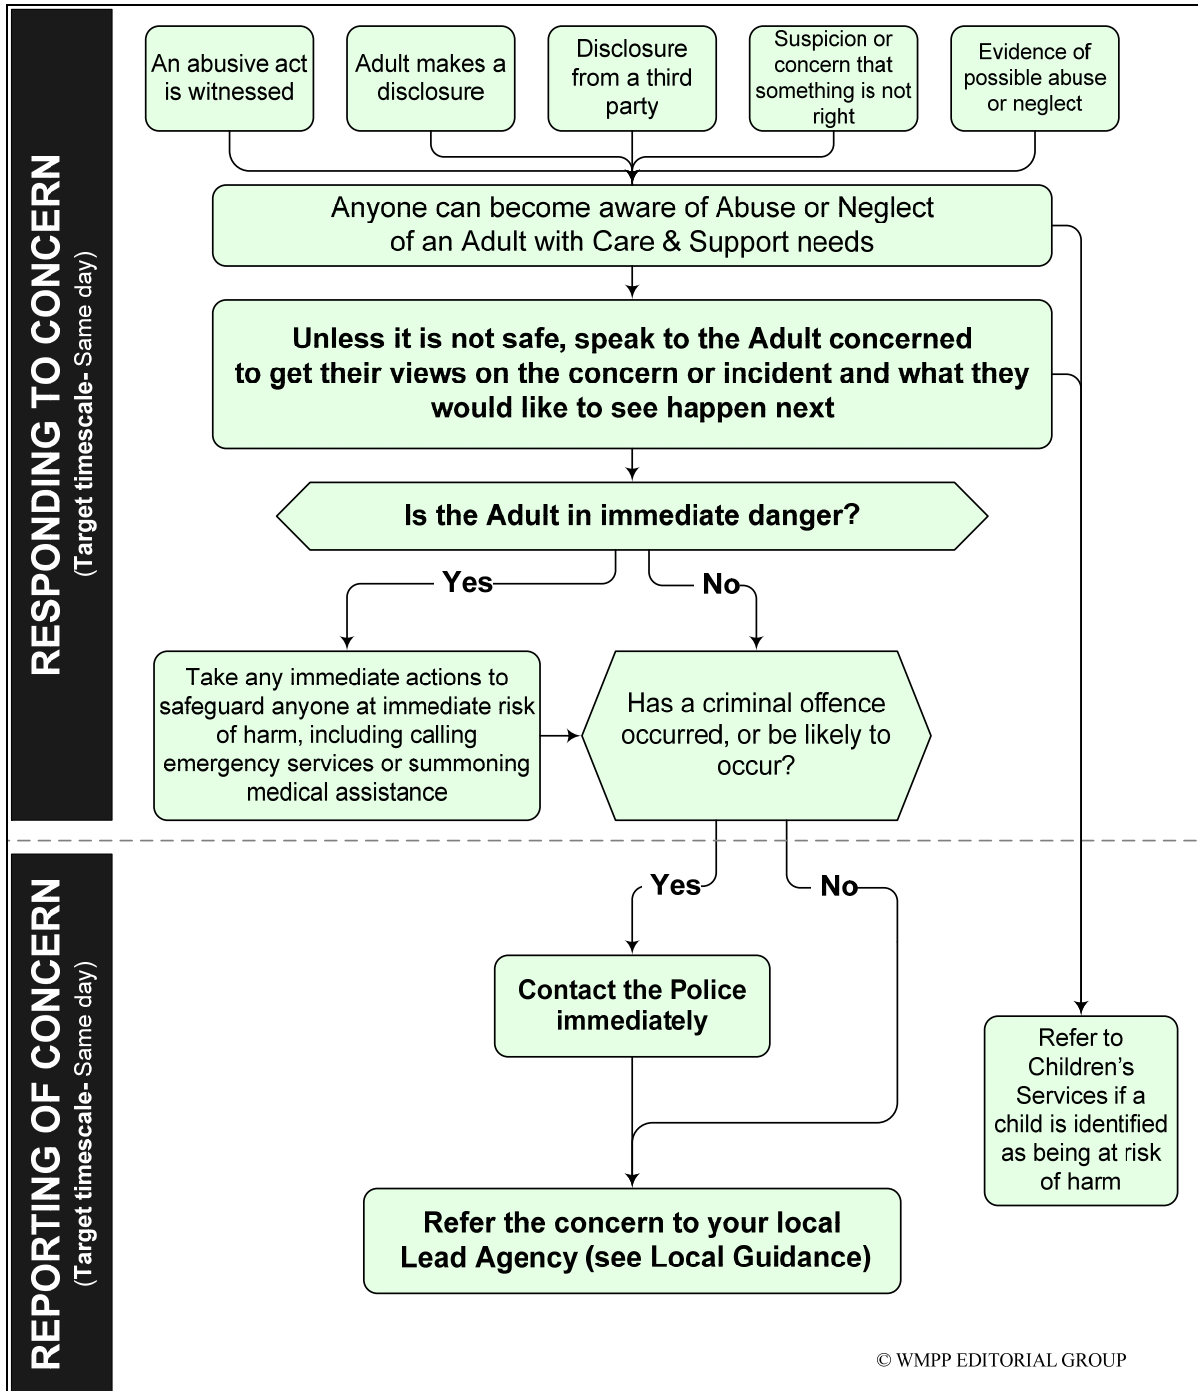 RESPONDING TO CONCERN
(Target timescale- Same day)
An abusive act
is witnessed
Adult makes a
disclosure
Disclosure
from a third
party
Suspicion or
concern that
something is not
right
Evidence of
possible abuse
or neglect
Anyone can become aware of Abuse or Neglect
of an Adult with Care & Support needs
Unless it is not safe, speak to the Adult concerned
to get their views on the concern or incident and what they
would like to see happen next
Is the Adult in immediate danger?
Yes
No
Take any immediate actions to
safeguard anyone at immediate risk
of harm, including calling
emergency services or summoning
medical assistance
Has a criminal offence
occurred, or be likely to
occur?
REPORTING OF CONCERN
(Target timescale- Same day)
Yes
No
Contact the Police
immediately
Refer to
Children's
Services if a
child is identified
as being at risk
of harm
Refer the concern to your local
Lead Agency (see Local Guidance)
© WMPP EDITORIAL GROUP